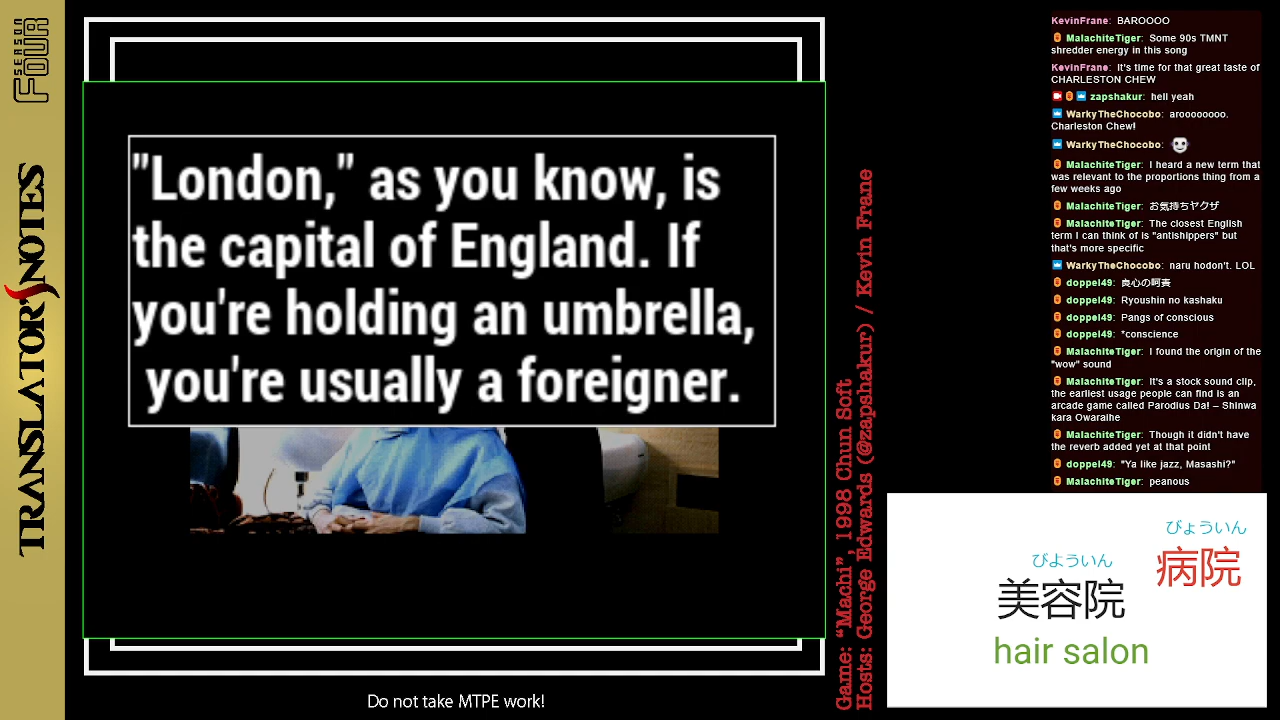 SEASON
FOUR
TRANSLATOR'S NOTES
"London," as you know, is
the capital of England. If
you're holding an umbrella,
you're usually a foreigner.
Do not take MTPE work!
Game: “Machi”, 1998 Chun Soft
Hosts: George Edwards (@zapshakur) / Kevin Frane
KevinFrane: BAROOOO
MalachiteTiger: Some 90s TMNT
shredder energy in this song
KevinFrane: It's time for that great taste of
CHARLESTON CHEW
zapshakur: hell yeah
WarkyTheChocobo: aroooooooo.
Charleston Chew!
WarkyTheChocobo:
MalachiteTiger: I heard a new term that
was relevant to the proportions thing from a
few weeks ago
MalachiteTiger: お気持ちヤクザ
MalachiteTiger: The closest English
term I can think of is "antishippers" but
that's more specific
WarkyTheChocobo: naru hodon't. LOL
doppel49: 良心の呵責
doppel49: Ryoushin no kashaku
doppel49: Pangs of conscious
doppel49: *conscience
MalachiteTiger: I found the origin of the
"wow" sound
MalachiteTiger: It's a stock sound clip,
the earliest usage people can find is an
arcade game called Parodius Da! – Shinwa
kara Owaraihe
MalachiteTiger: Though it didn't have
the reverb added yet at that point
doppel49: "Ya like jazz, Masashi?"
MalachiteTiger: peanous
びょういん
病院
びよういん
美容院
hair salon